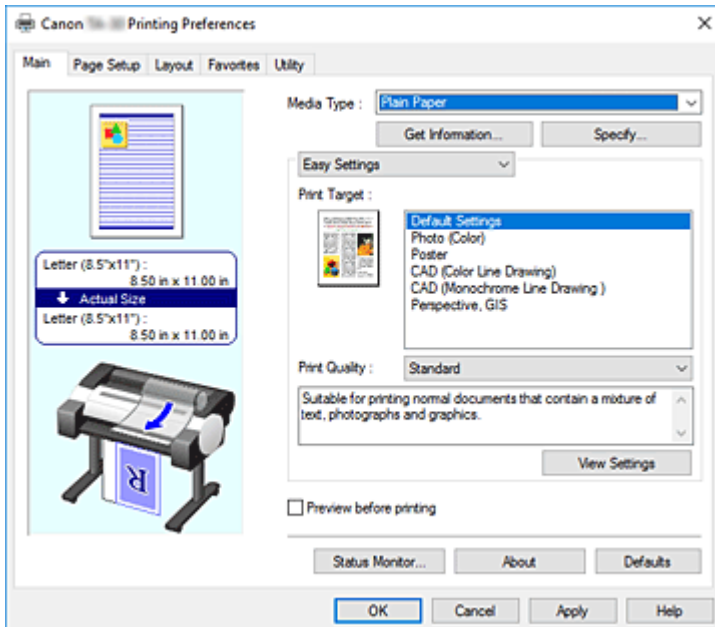 Canon Printing Preferences
Main Page Setup Layout Favorites Utility
Media Type : Plain Paper
Get Information... Specify...
Easy Settings
Print Target :
Default Settings
Photo (Color)
Poster
CAD (Color Line Drawing)
CAD (Monochrome Line Drawing )
Perspective, GIS
Letter (8.5"x11") :
8.50 in x 11.00 in
Actual Size
Letter (8.5"x11") :
8.50 in x 11.00 in
R
Print Quality : Standard
Suitable for printing normal documents that contain a mixture of
text, photographs and graphics.
View Settings
Preview before printing
Status Monitor... About Defaults
OK Cancel Apply Help